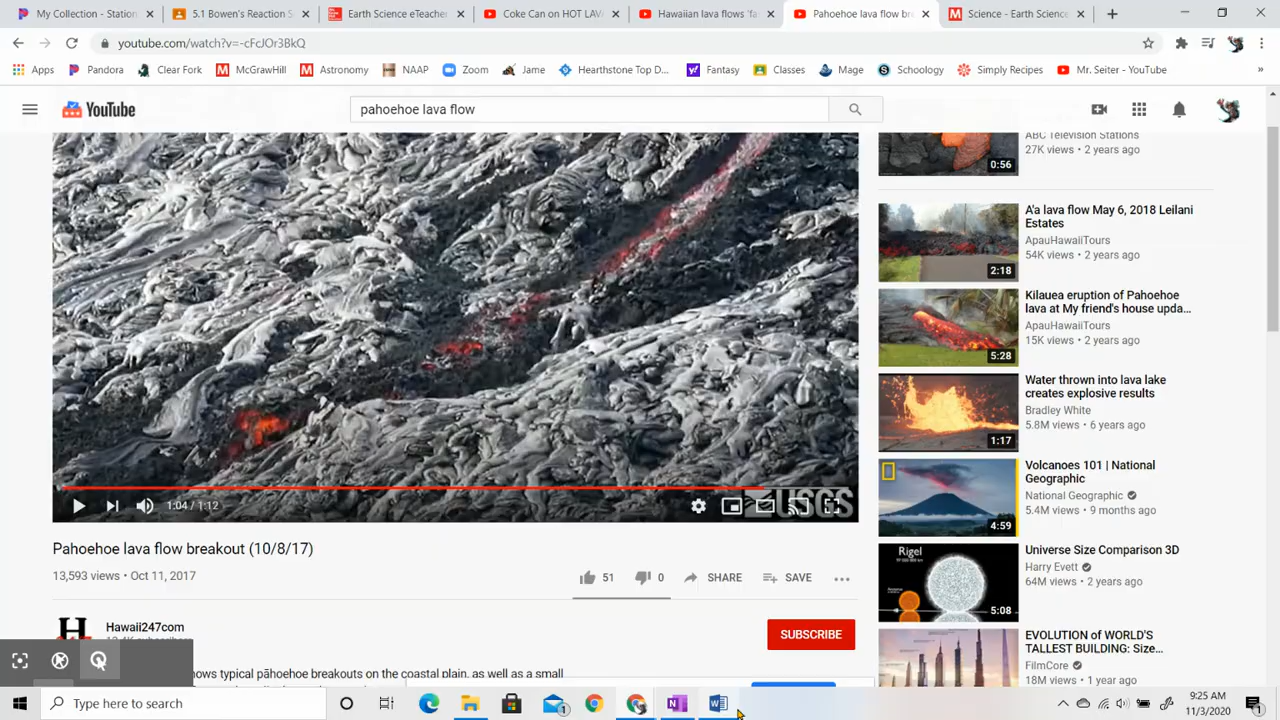 Communications - Station
5.1 Bowen's Reaction S
Earth Science eTeacher
Coke Can on HOT LAV
Hawaiian lava flows 'fa
Pahoehoe lava flow bre
Science - Earth Science
youtube.com/watch?v=-cFcJOr3BkQ
Apps
Pandora
Clear Fork
McGrawHill
Astronomy
NAAP
Zoom
Jame
Hearthstone Top D...
Fantasy
Classes
Mage
Schoology
Simply Recipes
Mr. Seiter - YouTube
»
YouTube
pahoehoe lava flow
ABC Television Stations
27K views • 2 years ago
0:56
A'a lava flow May 6, 2018 Leilani
Estates
ApauHawaiiTours
54K views • 2 years ago
2:18
Kilauea eruption of Pahoehoe
lava at My friend's house upda...
ApauHawaiiTours
15K views • 2 years ago
5:28
Water thrown into lava lake
creates explosive results
Bradley White
5.8M views • 6 years ago
1:17
Volcanoes 101 | National
Geographic
National Geographic
5.4M views • 9 months ago
4:59
Universe Size Comparison 3D
Harry Evett
64M views • 2 years ago
Rigel
5:08
EVOLUTION of WORLD'S
TALLEST BUILDING: Size...
FilmCore
18M views • 1 year ago
1:04 / 1:12
USGS
Pahoehoe lava flow breakout (10/8/17)
13,593 views • Oct 11, 2017
51
0
SHARE
SAVE
H
Hawaii247com
SUBSCRIBE
ows typical pāhoehoe breakouts on the coastal plain, as well as a small
Type here to search
1
9:25 AM
11/3/2020
1